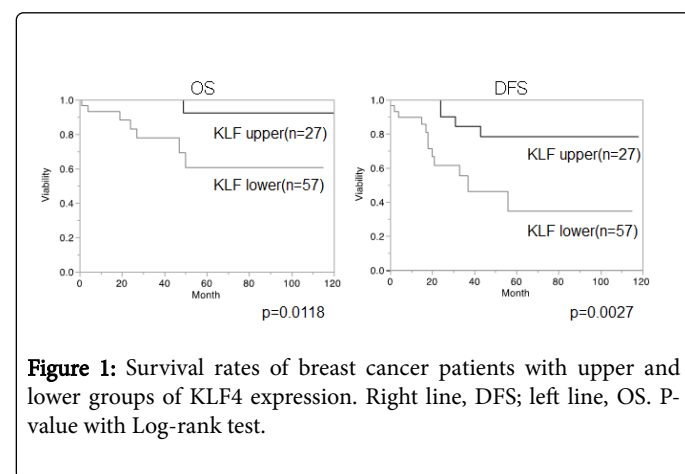 OS
1.0
0.8
0.6
0.4
0.2
0.0
Viability
KLF upper(n=27)
KLF lower(n=57)
0 20 40 60 80 100 120
Month
p=0.0118
DFS
1.0
0.8
0.6
0.4
0.2
0.0
Viability
KLF upper(n=27)
KLF lower(n=57)
0 20 40 60 80 100 120
Month
p=0.0027
Figure 1: Survival rates of breast cancer patients with upper and
lower groups of KLF4 expression. Right line, DFS; left line, OS. P-
value with Log-rank test.